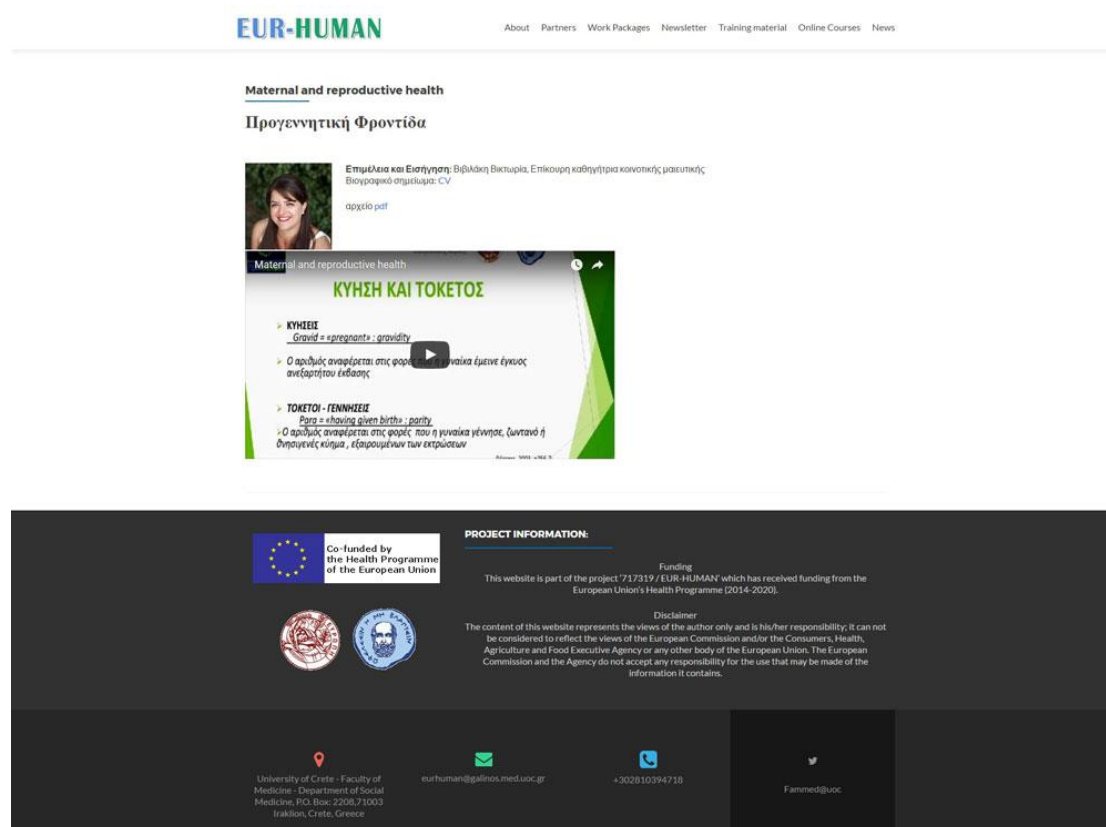 EUR-HUMAN
About Partners Work Packages Newsletter Training material Online Courses News
Maternal and reproductive health
Προγεννητική Φροντίδα
Επιμέλεια και Εισήγηση: Βιβιλάκη Βικτωρία, Επίκουρη καθηγήτρια κοινοτικής μαιευτικής
Βιογραφικό σημείωμα: CV
αρχείο pdf
Maternal and reproductive health
ΚΥΗΣΗ ΚΑΙ ΤΟΚΕΤΟΣ
ΚΥΗΣΕΙΣ
Gravid = «pregnant» : gravidity
Ο αριθμός αναφέρεται στις φορές που η γυναίκα έμεινε έγκυος
ανεξαρτήτου έκβασης
ΤΟΚΕΤΟΙ - ΓΕΝΝΗΣΕΙΣ
Para = «having given birth» : parity
Ο αριθμός αναφέρεται στις φορές που η γυναίκα γέννησε, ζωντανό ή
θνησιγενές κύημα , εξαιρουμένων των εκτρώσεων
Co-funded by
the Health Programme
of the European Union
PROJECT INFORMATION:
Funding
This website is part of the project '717319 / EUR-HUMAN' which has received funding from the
European Union's Health Programme (2014-2020).
Disclaimer
The content of this website represents the views of the author only and is his/her responsibility; it can not
be considered to reflect the views of the European Commission and/or the Consumers, Health,
Agriculture and Food Executive Agency or any other body of the European Union. The European
Commission and the Agency do not accept any responsibility for the use that may be made of the
information it contains.
University of Crete - Faculty of
Medicine - Department of Social
Medicine, P.O. Box: 2208,71003
Iraklion, Crete, Greece
eurhuman@galinos.med.uoc.gr
+302810394718
Fammed@uoc